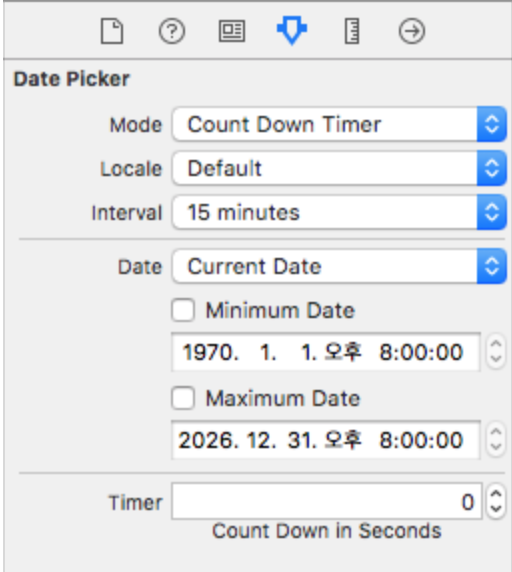 Date Picker
Mode Count Down Timer
Locale Default
Interval 15 minutes
Date Current Date
Minimum Date
1970. 1. 1. 오후 8:00:00
Maximum Date
2026. 12. 31. 오후 8:00:00
Timer 0
Count Down in Seconds